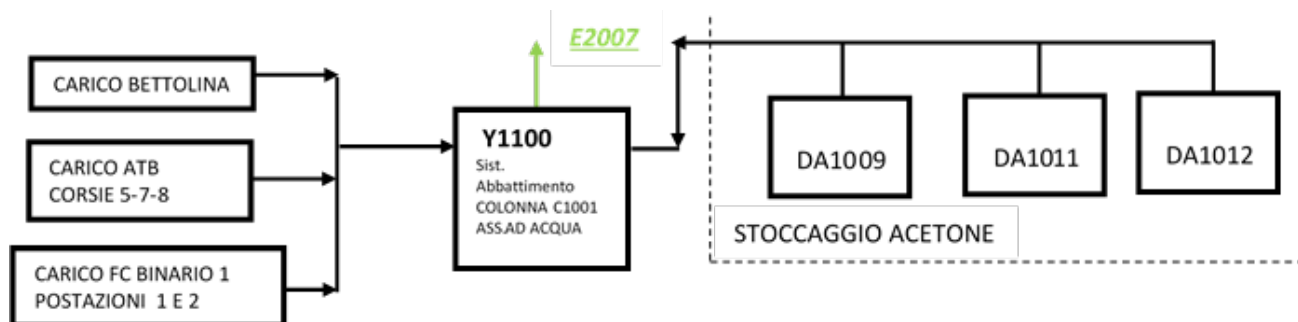 E2007
CARICO BETTOLINA
CARICO ATB
CORSIE 5-7-8
CARICO FC BINARIO 1
POSTAZIONI 1 E 2
Y1100
Sist.
Abbattimento
COLONNA C1001
ASS.AD ACQUA
DA1009
DA1011
DA1012
STOCCAGGIO ACETONE